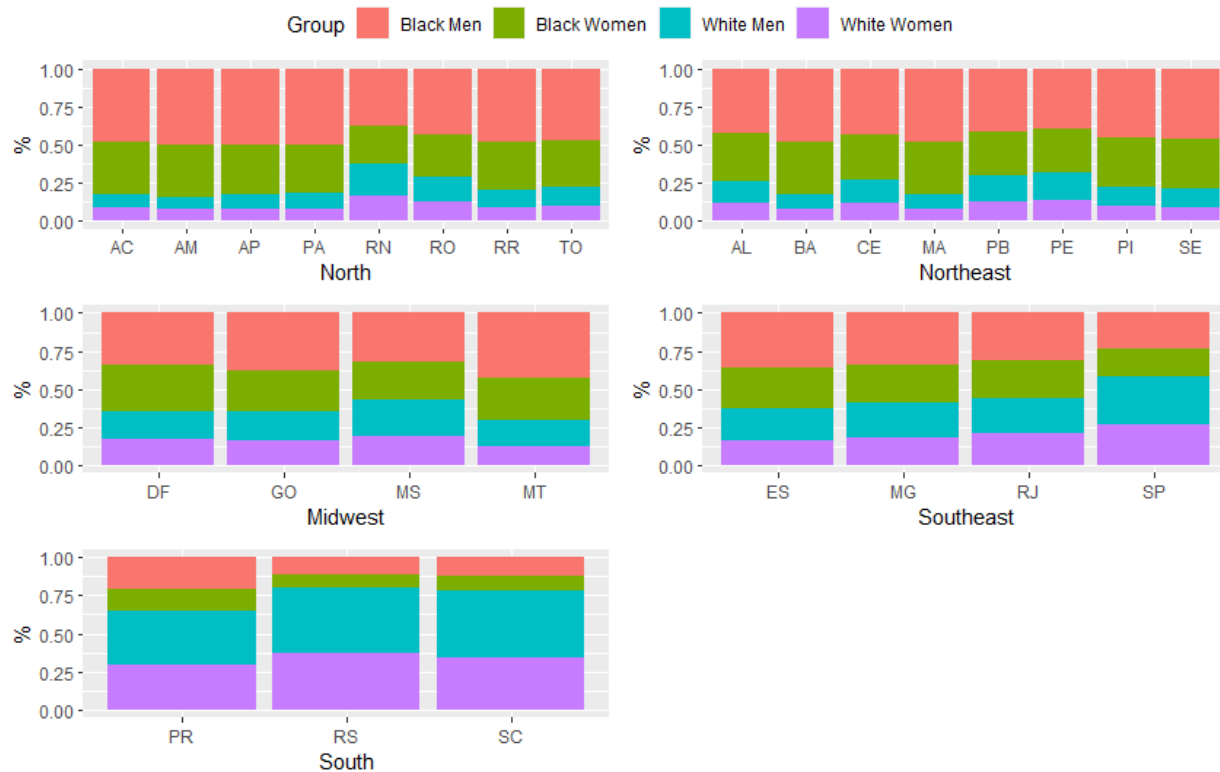 Group Black Men Black Women White Men White Women
1.00
0.75
0.50
0.25
0.00
%
AC AM AP PA RN RO RR TO
North
1.00
0.75
0.50
0.25
0.00
%
AL BA CE MA PB PE PI SE
Northeast
1.00
0.75
0.50
0.25
0.00
%
DF GO MS MT
Midwest
1.00
0.75
0.50
0.25
0.00
%
ES MG RJ SP
Southeast
1.00
0.75
0.50
0.25
0.00
%
PR RS SC
South